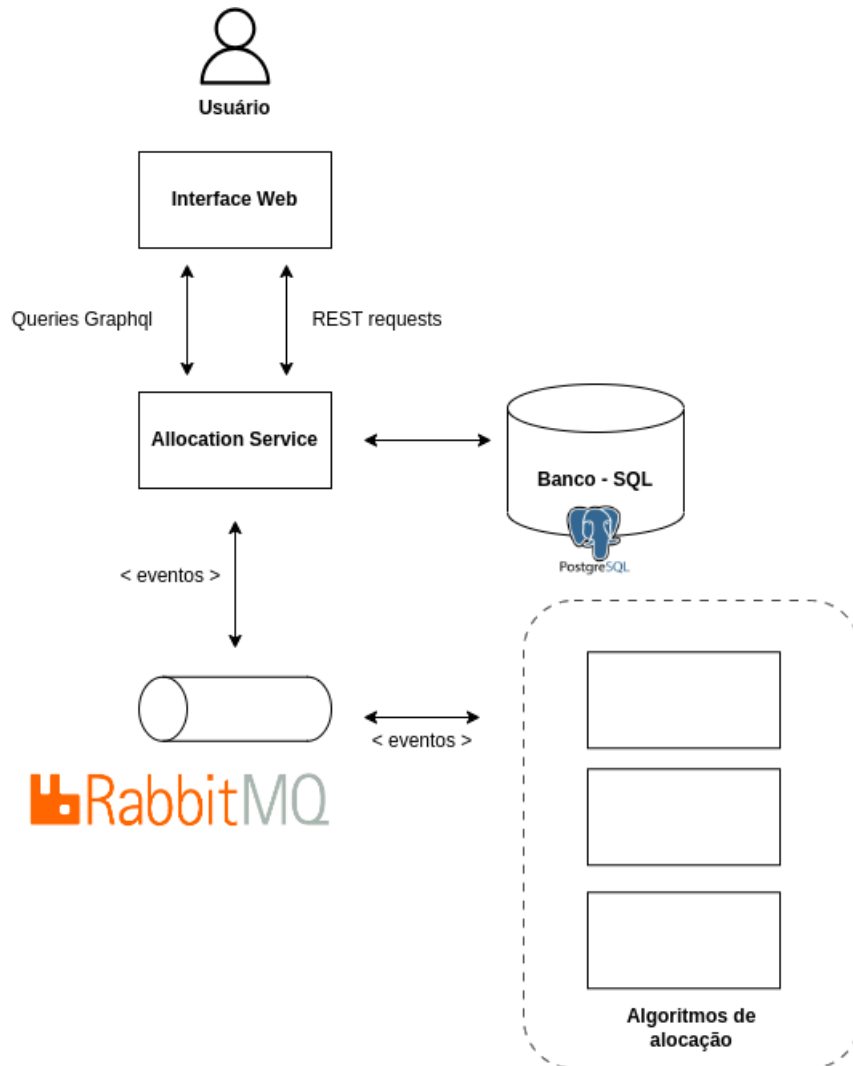 Usuário
Interface Web
Queries Graphql
REST requests
Allocation Service
Banco - SQL
PostgreSQL
< eventos >
< eventos >
RabbitMQ
Algoritmos de
alocação